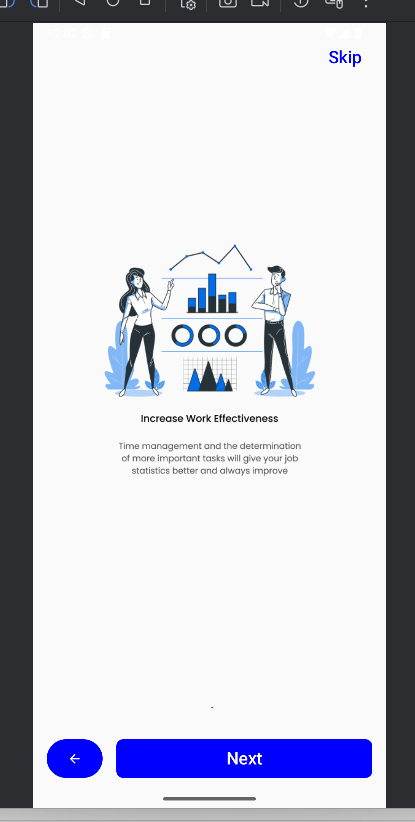 Skip
Increase Work Effectiveness
Time management and the determination
of more important tasks will give your job
statistics better and always improve
Next